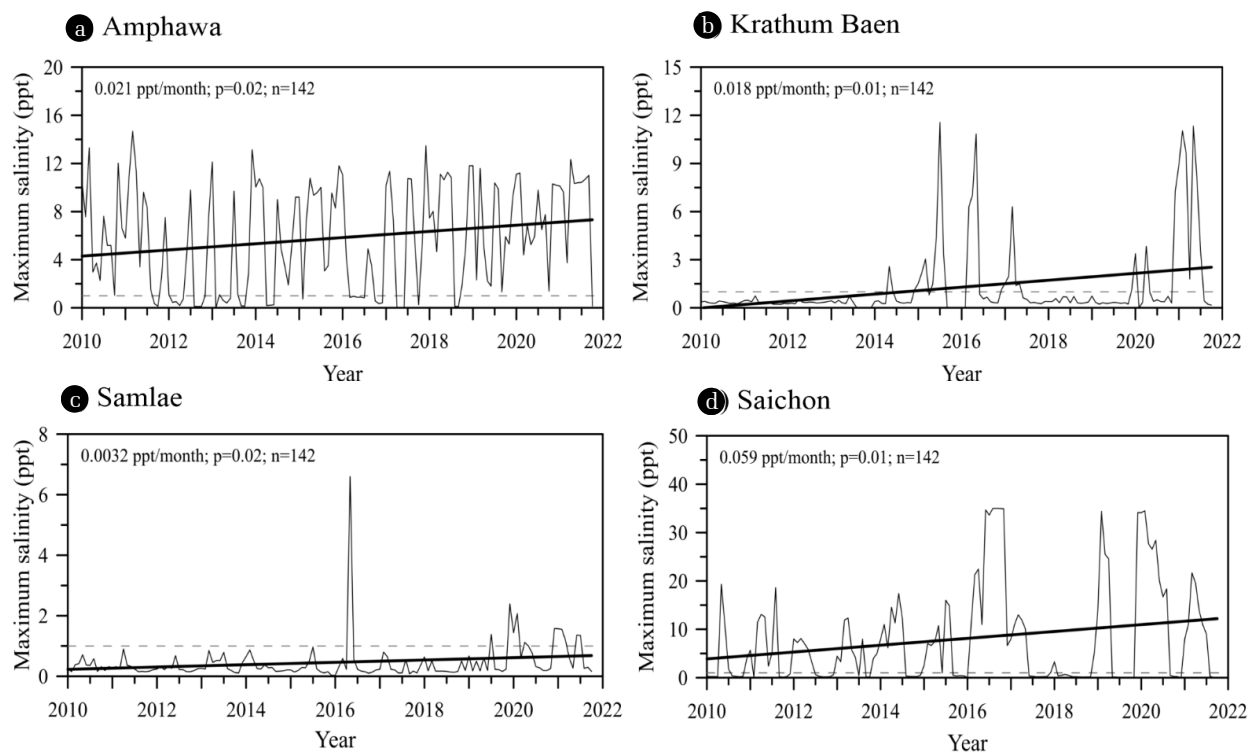 a Amphawa
0.021 ppt/month; p=0.02; n=142
Maximum salinity (ppt)
20
16
12
8
4
0
2010 2012 2014 2016 2018 2020 2022
Year
b Krathum Baen
0.018 ppt/month; p=0.01; n=142
Maximum salinity (ppt)
15
12
9
6
3
0
2010 2012 2014 2016 2018 2020 2022
Year
c Samlae
0.0032 ppt/month; p=0.02; n=142
Maximum salinity (ppt)
8
6
4
2
0
2010 2012 2014 2016 2018 2020 2022
Year
d) Saichon
0.059 ppt/month; p=0.01; n=142
Maximum salinity (ppt)
50
40
30
20
10
0
2010 2012 2014 2016 2018 2020 2022
Year